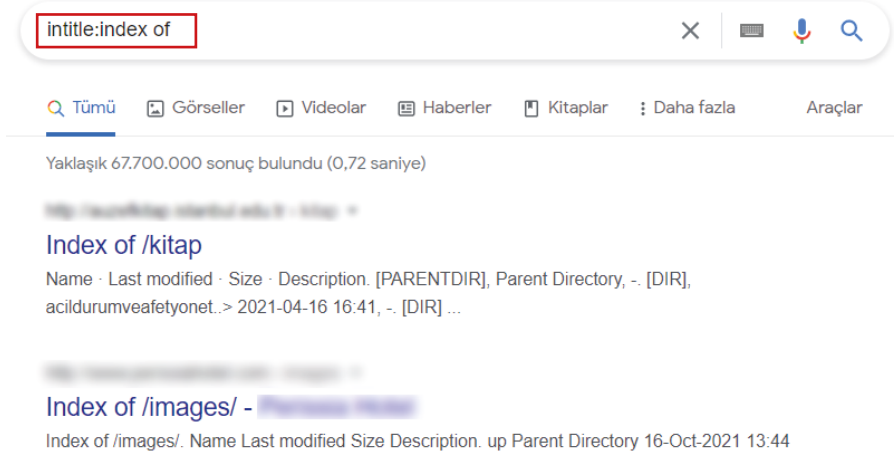 intitle:index of
Tümü Görseller Videolar Haberler Kitaplar Daha fazla Araçlar
Yaklaşık 67.700.000 sonuç bulundu (0,72 saniye)
Index of /kitap
Name · Last modified · Size · Description. [PARENTDIR], Parent Directory, -. [DIR],
acildurumveafetyonet..> 2021-04-16 16:41, -. [DIR] ...
Index of /images/ -
Index of /images/. Name Last modified Size Description. up Parent Directory 16-Oct-2021 13:44